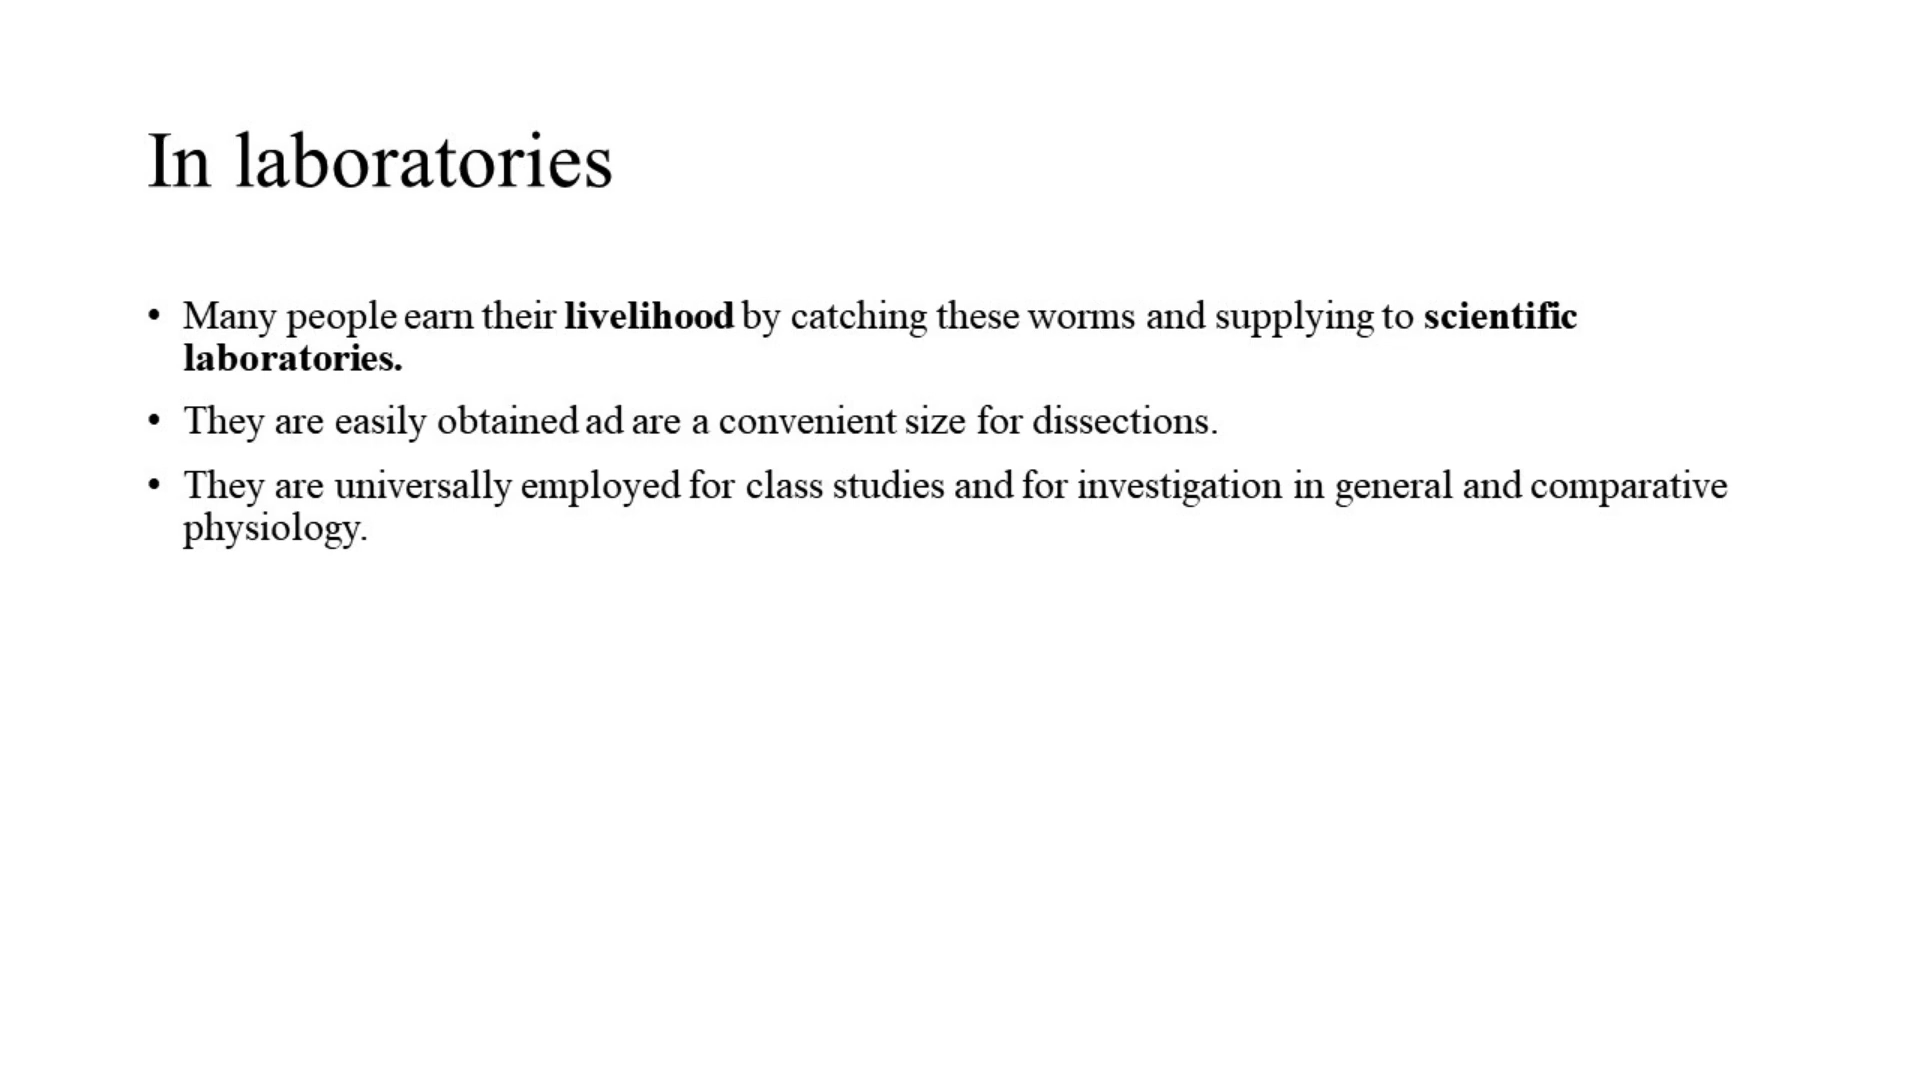 In laboratories
• Many people earn their livelihood by catching these worms and supplying to scientific
laboratories.
• They are easily obtained ad are a convenient size for dissections.
• They are universally employed for class studies and for investigation in general and comparative
physiology.